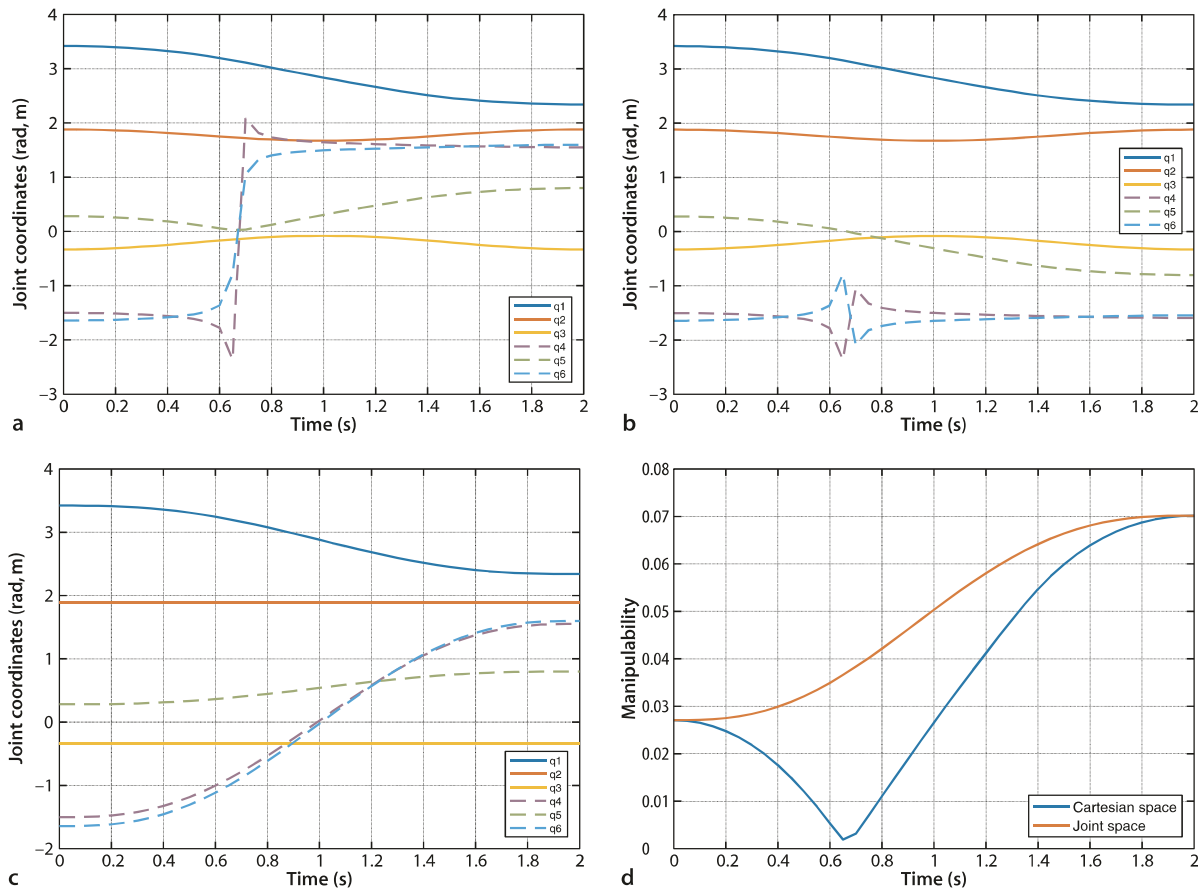 4
3
2
1
0
−1
−2
−3
Joint coordinates (rad, m)
q1
q2
q3
q4
q5
q6
0 0.2 0.4 0.6 0.8 1 1.2 1.4 1.6 1.8 2
Time (s)
a
4
3
2
1
0
−1
−2
−3
Joint coordinates (rad, m)
q1
q2
q3
q4
q5
q6
0 0.2 0.4 0.6 0.8 1 1.2 1.4 1.6 1.8 2
Time (s)
b
4
3
2
1
0
−1
−2
Joint coordinates (rad, m)
q1
q2
q3
q4
q5
q6
0 0.2 0.4 0.6 0.8 1 1.2 1.4 1.6 1.8 2
Time (s)
c
0.08
0.07
0.06
0.05
0.04
0.03
0.02
0.01
0
Manipulability
Cartesian space
Joint space
0 0.2 0.4 0.6 0.8 1 1.2 1.4 1.6 1.8 2
Time (s)
d